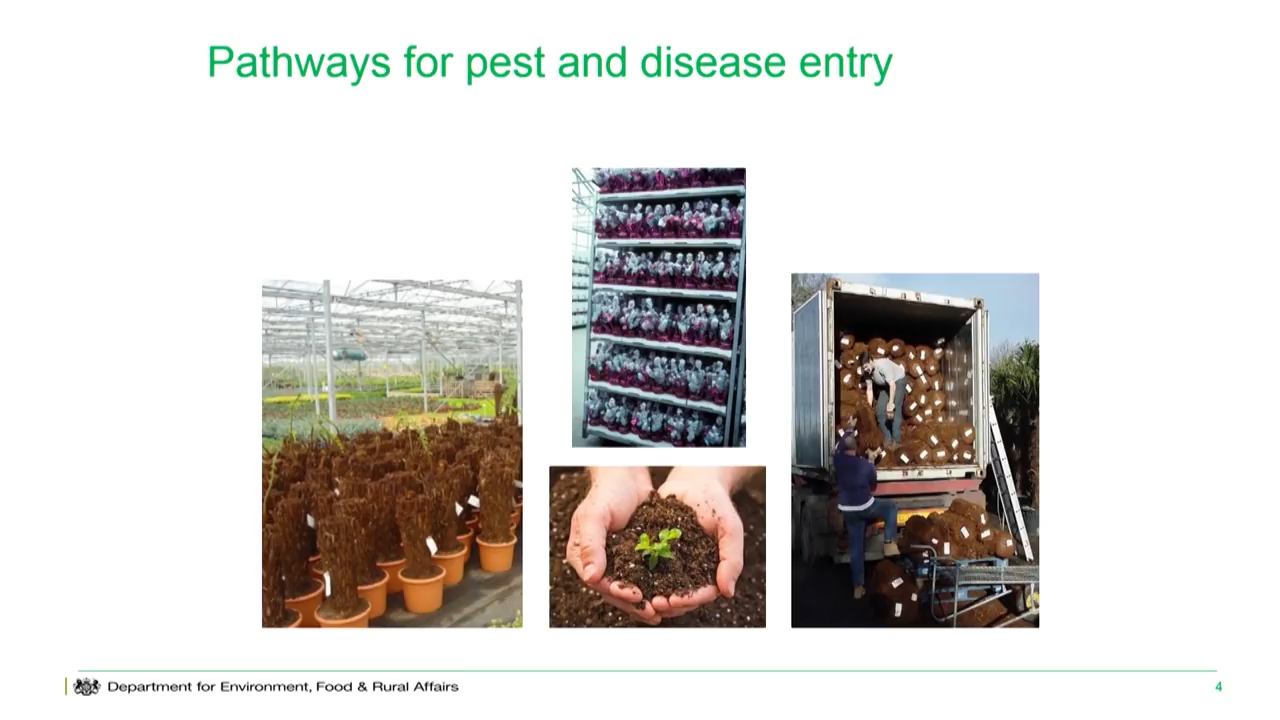 Pathways for pest and disease entry
Department for Environment, Food & Rural Affairs
4